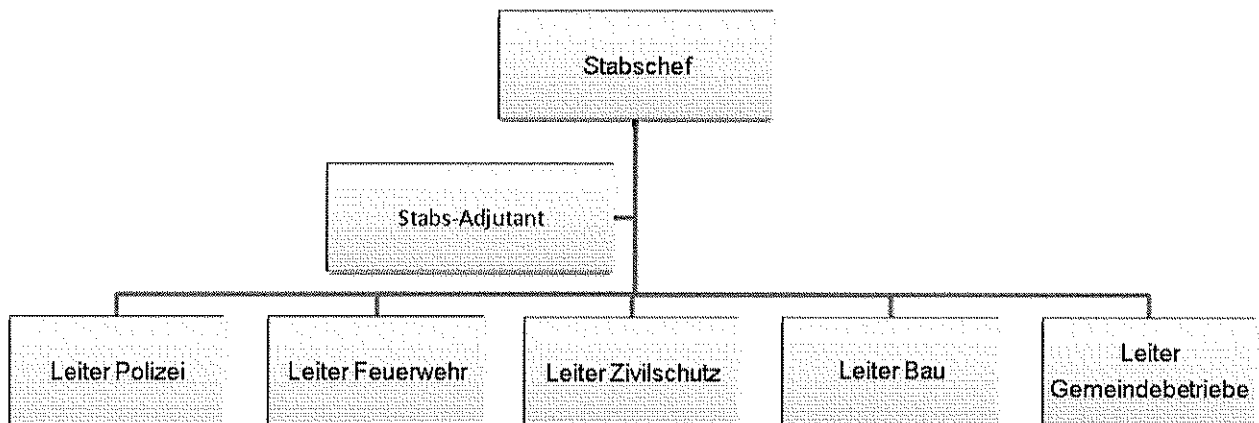 Stabschef
Stabs-Adjutant
Leiter Polizei
Leiter Feuerwehr
Leiter Zivilschutz
Leiter Bau
Leiter
Gemeindebetriebe